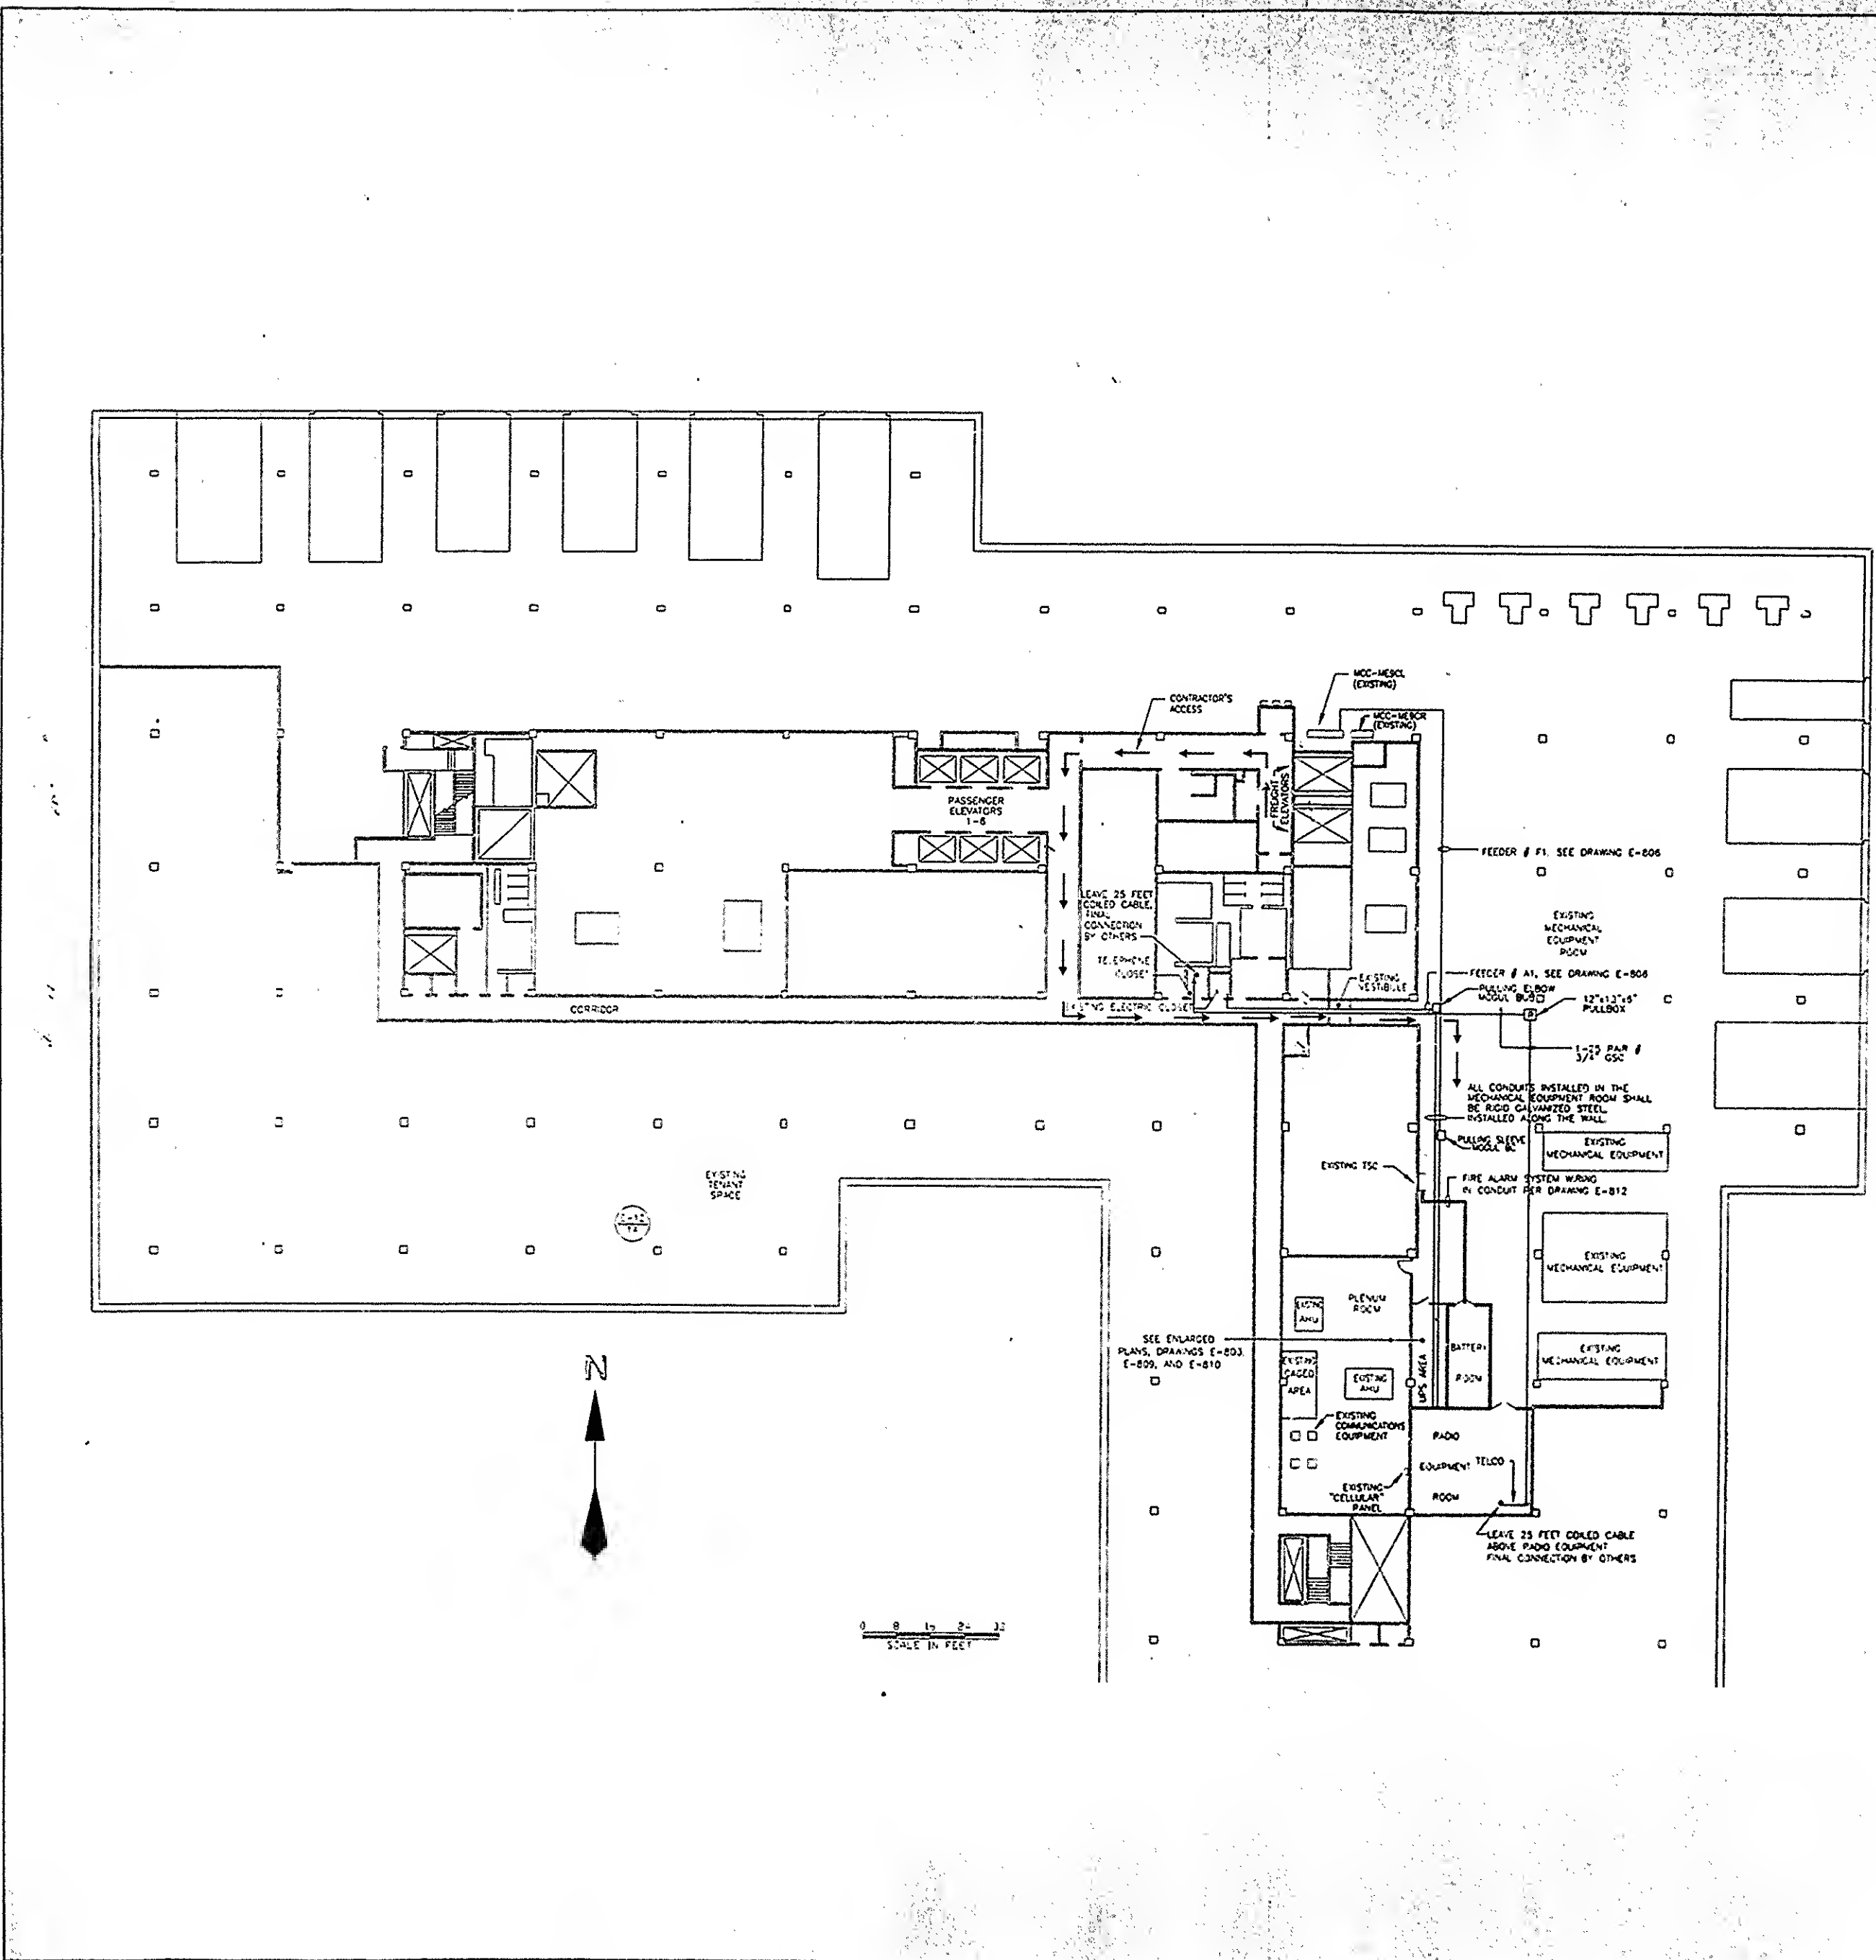 MCC-ME9CL
(EXISTING)
CONTRACTOR'S
ACCESS
MCC-ME9CR
(EXISTING)
PASSENGER
ELEVATORS
1-6
FREIGHT
ELEVATORS
FEEDER # F1, SEE DRAWING E-806
LEAVE 25 FEET
COILED CABLE,
FINAL
CONNECTION
BY OTHERS
TELEPHONE
CLOSET
EXISTING
MECHANICAL
EQUIPMENT
ROOM
EXISTING
VESTIBULE
FEEDER # A1, SEE DRAWING E-806
PULLING ELBOW
MOGUL
12"x12"x6"
PULLBOX
CORRIDOR
EXISTING ELECTRIC CLOSET
1-25 PAIR #
3/4" GSC
ALL CONDUITS INSTALLED IN THE
MECHANICAL EQUIPMENT ROOM SHALL
BE RIGID GALVANIZED STEEL,
INSTALLED ALONG THE WALL.
PULLING SLEEVE
MOGUL
EXISTING
MECHANICAL EQUIPMENT
EXISTING TSC
FIRE ALARM SYSTEM WIRING
IN CONDUIT PER DRAWING E-812
EXISTING
TENANT
SPACE
EXISTING
MECHANICAL EQUIPMENT
PLENUM
ROOM
EXISTING
AHU
SEE ENLARGED
PLANS, DRAWINGS E-803,
E-809, AND E-810
BATTERY
ROOM
UPS AREA
EXISTING
MECHANICAL EQUIPMENT
EXISTING
CAGED
AREA
EXISTING
AHU
N
EXISTING
COMMUNICATIONS
EQUIPMENT
RADIO
EQUIPMENT
ROOM
TELCO
EXISTING
"CELLULAR"
PANEL
LEAVE 25 FEET COILED CABLE
ABOVE RADIO EQUIPMENT
FINAL CONNECTION BY OTHERS
0 8 16 24 32
SCALE IN FEET